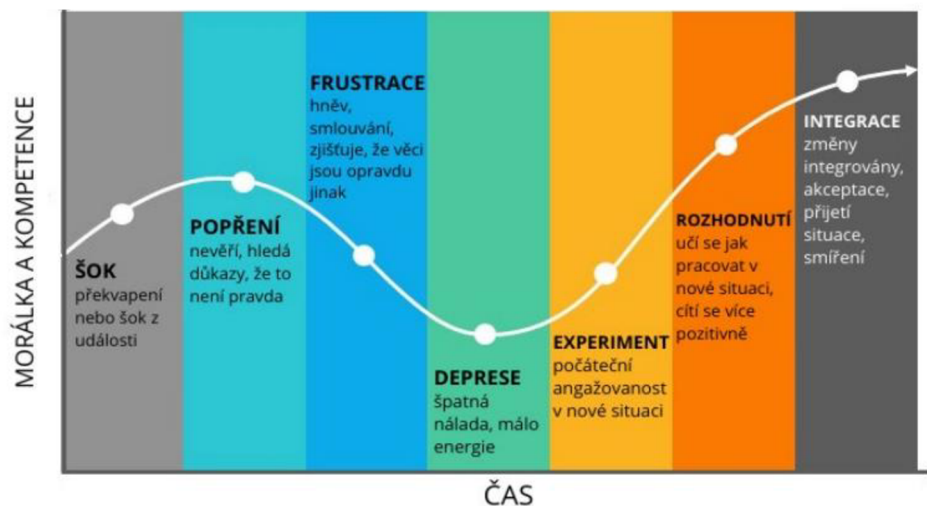 MORÁLKA A KOMPETENCE
ŠOK
překvapení
nebo šok z
události
POPŘENÍ
nevěří, hledá
důkazy, že to
není pravda
FRUSTRACE
hněv,
smlouvání,
zjišťuje, že věci
jsou opravdu
jinak
DEPRESE
špatná
nálada, málo
energie
EXPERIMENT
počáteční
angažovanost
v nové situaci
ROZHODNUTÍ
učí se jak
pracovat v
nové situaci,
cítí se více
pozitivně
INTEGRACE
změny
integrovány,
akceptace,
přijetí
situace,
smíření
ČAS